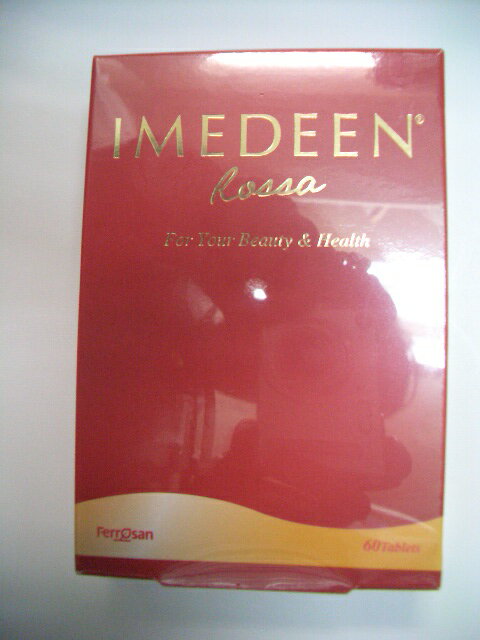 IMEDEEN®
Rossa
For Your Beauty & Health
Ferrosan
60 Tablets